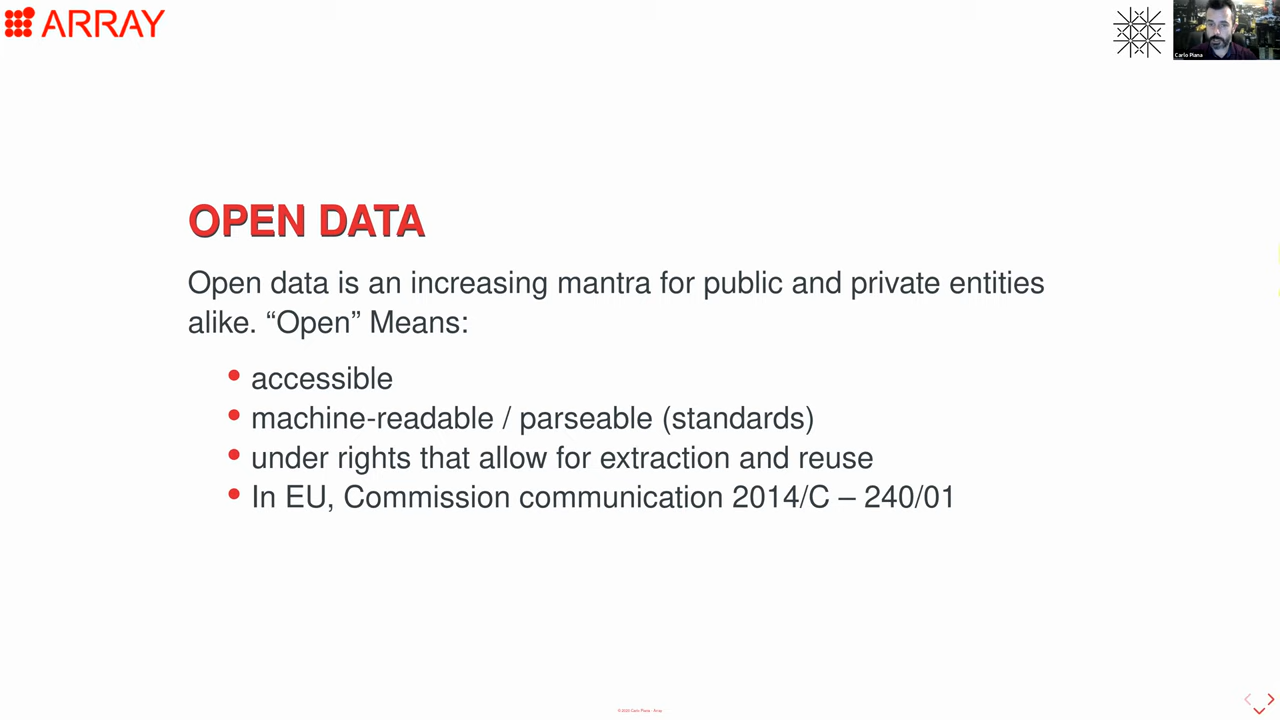 ARRAY
Carlo Piana
OPEN DATA
Open data is an increasing mantra for public and private entities
alike. “Open” Means:
• accessible
• machine-readable / parseable (standards)
• under rights that allow for extraction and reuse
• In EU, Commission communication 2014/C – 240/01